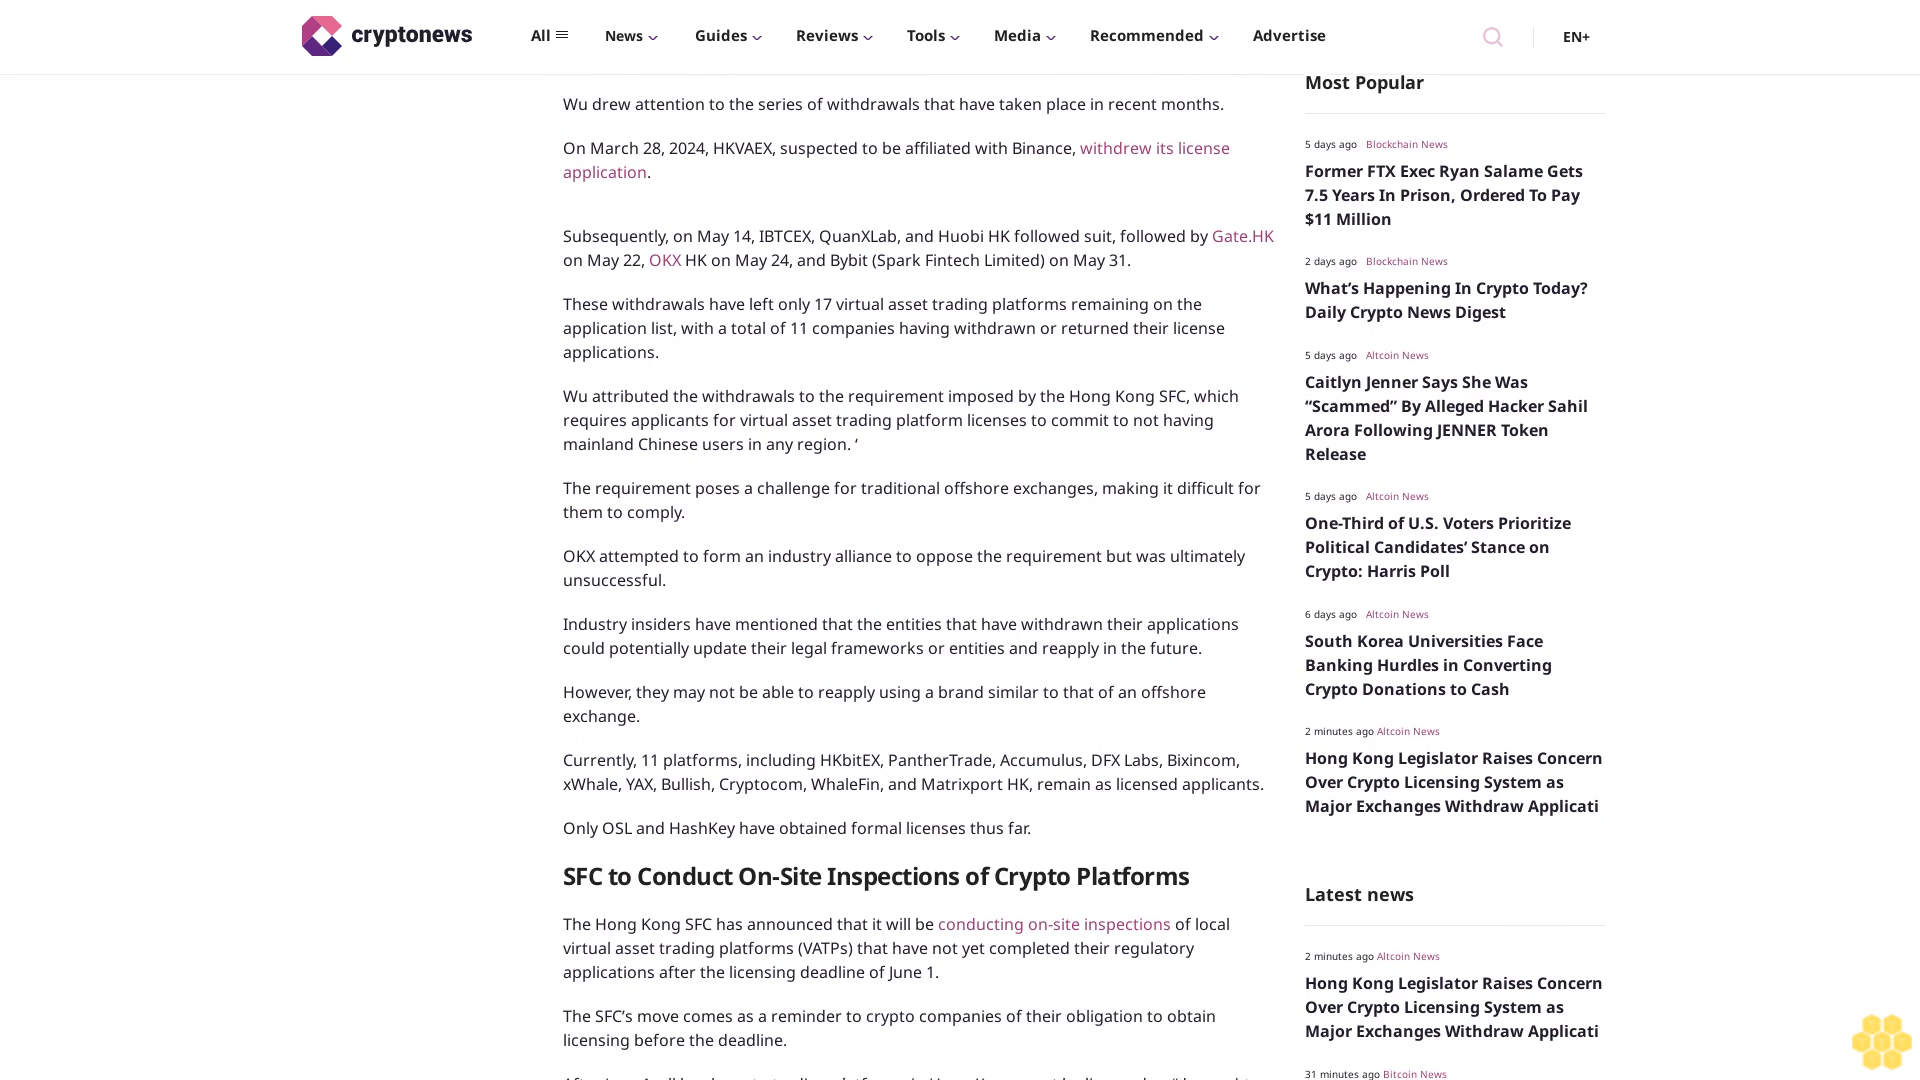 cryptonews
All
News
Guides
Reviews
Tools
Media
Recommended
Advertise
EN+
Wu drew attention to the series of withdrawals that have taken place in recent months.
On March 28, 2024, HKVAEX, suspected to be affiliated with Binance, withdrew its license
application.
Subsequently, on May 14, IBTCEX, QuanXLab, and Huobi HK followed suit, followed by Gate.HK
on May 22, OKX HK on May 24, and Bybit (Spark Fintech Limited) on May 31.
These withdrawals have left only 17 virtual asset trading platforms remaining on the
application list, with a total of 11 companies having withdrawn or returned their license
applications.
Wu attributed the withdrawals to the requirement imposed by the Hong Kong SFC, which
requires applicants for virtual asset trading platform licenses to commit to not having
mainland Chinese users in any region. ‘
The requirement poses a challenge for traditional offshore exchanges, making it difficult for
them to comply.
OKX attempted to form an industry alliance to oppose the requirement but was ultimately
unsuccessful.
Industry insiders have mentioned that the entities that have withdrawn their applications
could potentially update their legal frameworks or entities and reapply in the future.
However, they may not be able to reapply using a brand similar to that of an offshore
exchange.
Currently, 11 platforms, including HKbitEX, PantherTrade, Accumulus, DFX Labs, Bixincom,
xWhale, YAX, Bullish, Cryptocom, WhaleFin, and Matrixport HK, remain as licensed applicants.
Only OSL and HashKey have obtained formal licenses thus far.
SFC to Conduct On-Site Inspections of Crypto Platforms
The Hong Kong SFC has announced that it will be conducting on-site inspections of local
virtual asset trading platforms (VATPs) that have not yet completed their regulatory
applications after the licensing deadline of June 1.
The SFC’s move comes as a reminder to crypto companies of their obligation to obtain
licensing before the deadline.
Most Popular
5 days ago Blockchain News
Former FTX Exec Ryan Salame Gets
7.5 Years In Prison, Ordered To Pay
$11 Million
2 days ago Blockchain News
What’s Happening In Crypto Today?
Daily Crypto News Digest
5 days ago Altcoin News
Caitlyn Jenner Says She Was
“Scammed” By Alleged Hacker Sahil
Arora Following JENNER Token
Release
5 days ago Altcoin News
One-Third of U.S. Voters Prioritize
Political Candidates’ Stance on
Crypto: Harris Poll
6 days ago Altcoin News
South Korea Universities Face
Banking Hurdles in Converting
Crypto Donations to Cash
2 minutes ago Altcoin News
Hong Kong Legislator Raises Concern
Over Crypto Licensing System as
Major Exchanges Withdraw Applicati
Latest news
2 minutes ago Altcoin News
Hong Kong Legislator Raises Concern
Over Crypto Licensing System as
Major Exchanges Withdraw Applicati
31 minutes ago Bitcoin News